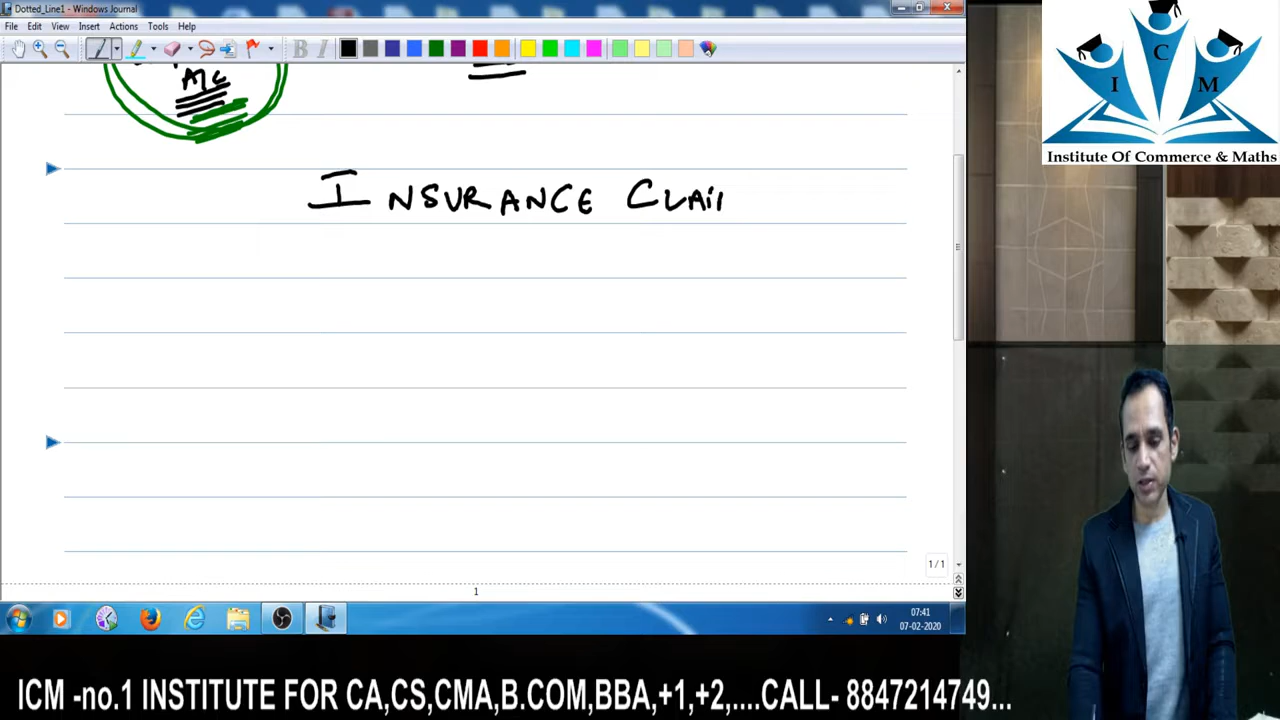 Dotted_Line1 - Windows Journal
File Edit View Insert Actions Tools Help
A/c
INSURANCE CLAi
1/1
1
07:41
07-02-2020
I C M
Institute Of Commerce & Maths
ICM -no.1 INSTITUTE FOR CA,CS,CMA,B.COM,BBA,+1,+2,....CALL- 8847214749...